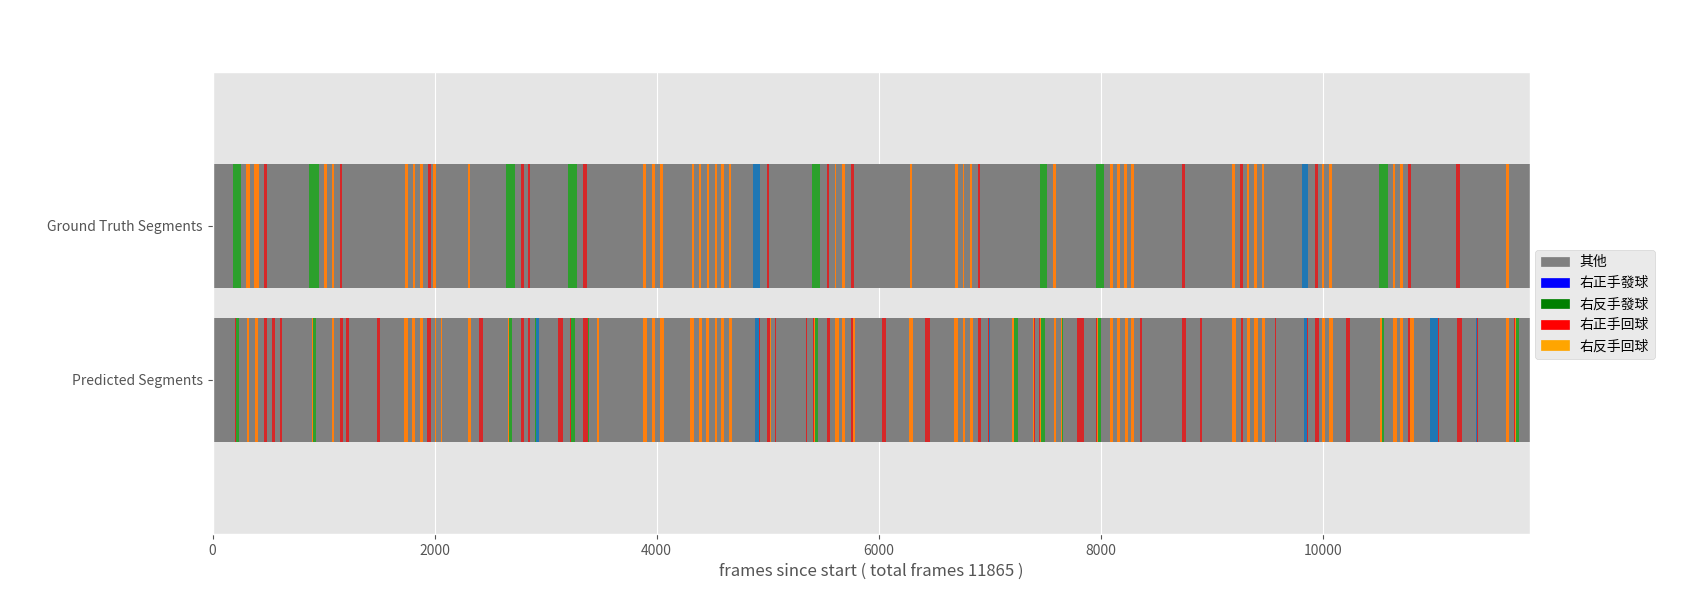 Ground Truth Segments
Predicted Segments
其他
右正手發球
右反手發球
右正手回球
右反手回球
0 2000 4000 6000 8000 10000
frames since start ( total frames 11865 )